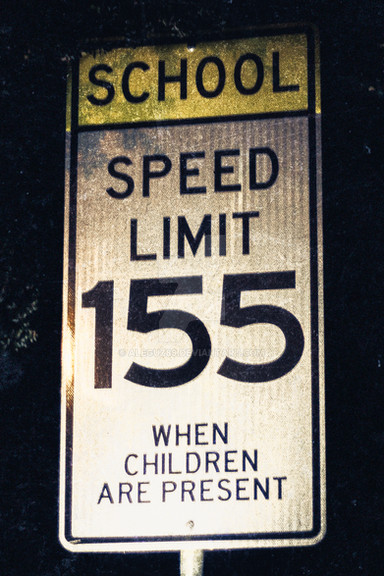 SCHOOL
SPEED
LIMIT
155
WHEN
CHILDREN
ARE PRESENT